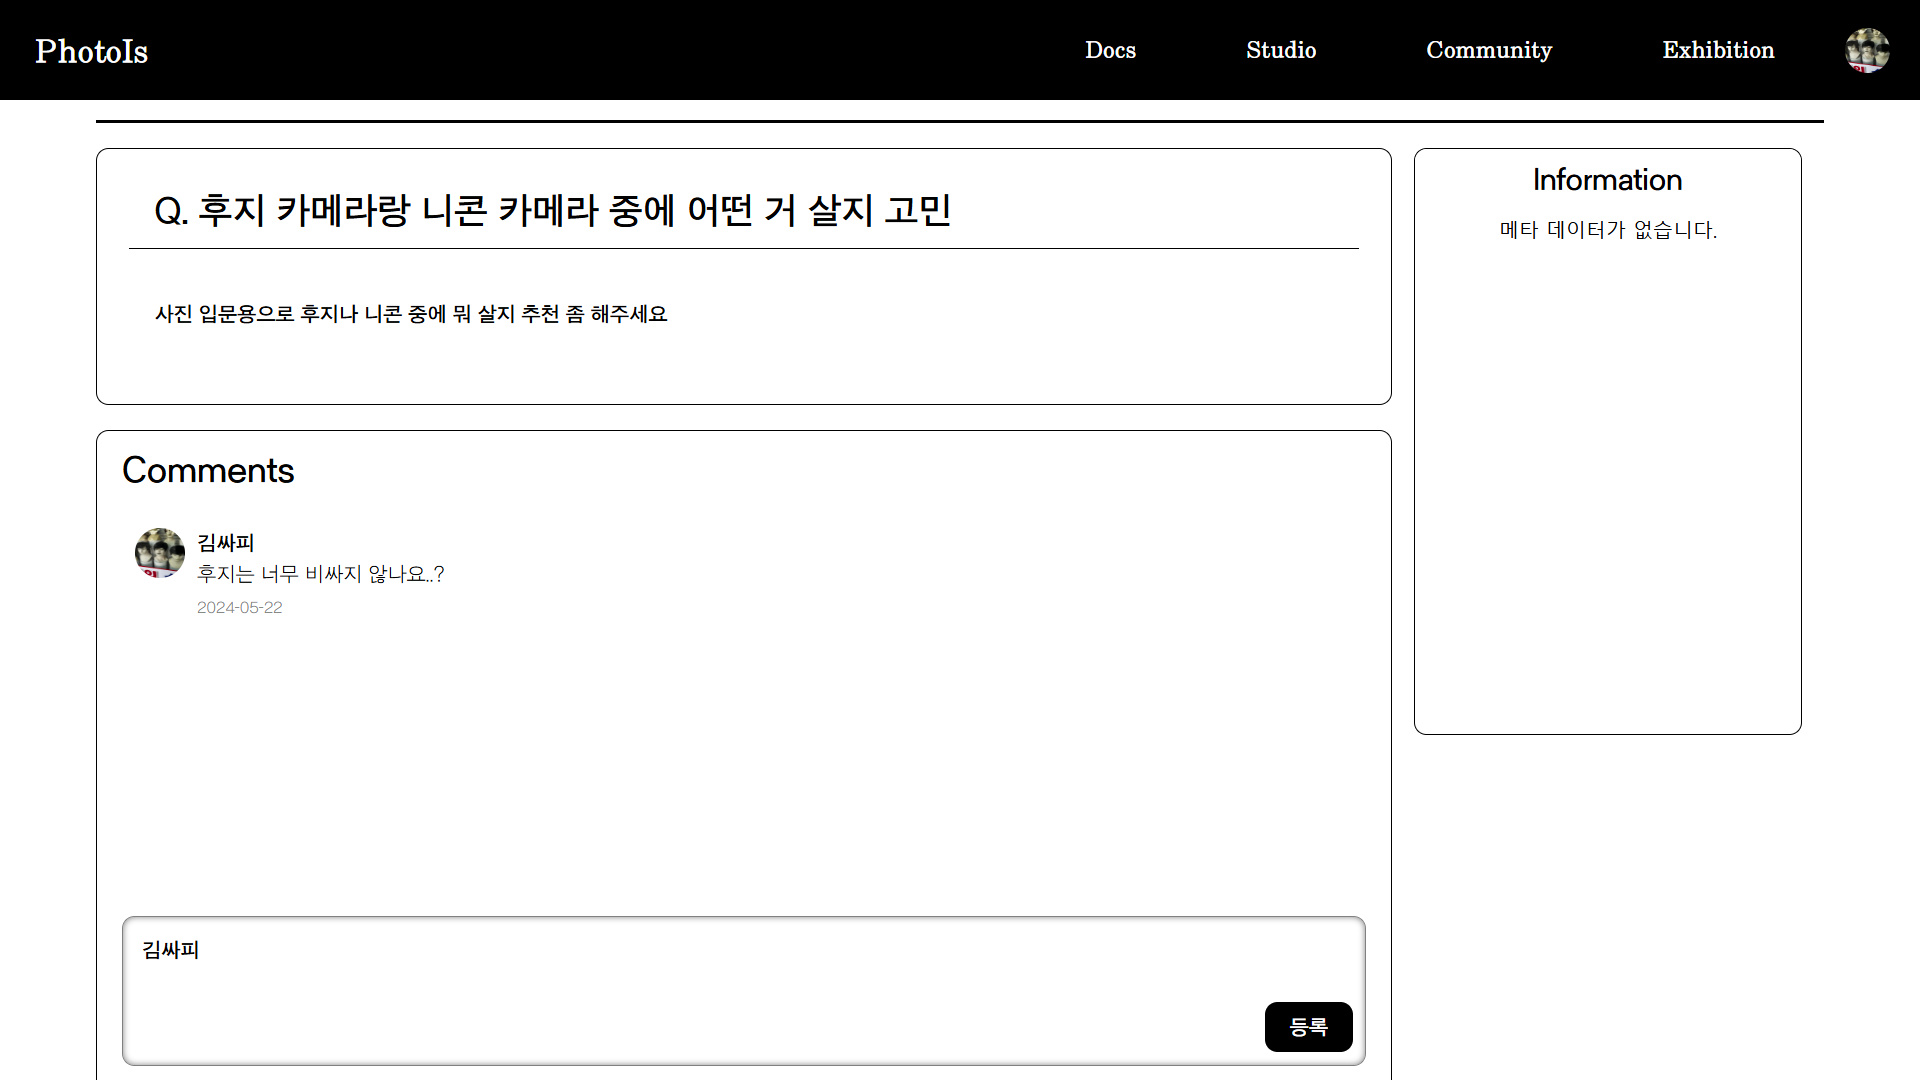 PhotoIs
Docs
Studio
Community
Exhibition
Q. 후지 카메라랑 니콘 카메라 중에 어떤 거 살지 고민
사진 입문용으로 후지나 니콘 중에 뭐 살지 추천 좀 해주세요
Information
메타 데이터가 없습니다.
Comments
김싸피
후지는 너무 비싸지 않나요..?
2024-05-22
김싸피
등록